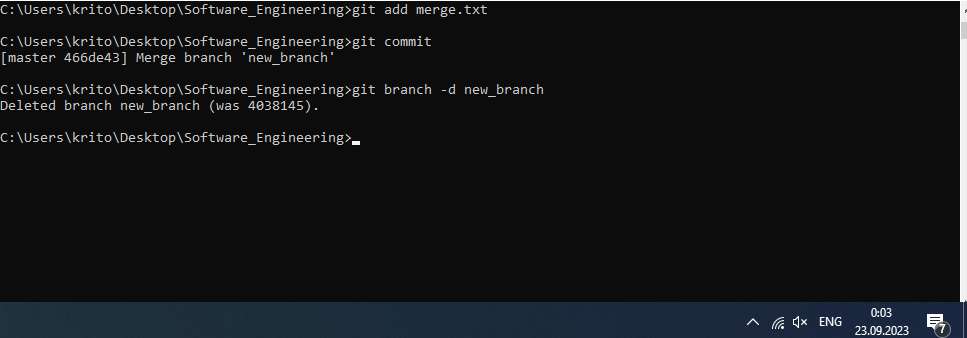 C:\Users\krito\Desktop\Software_Engineering>git add merge.txt
C:\Users\krito\Desktop\Software_Engineering>git commit
[master 466de43] Merge branch 'new_branch'
C:\Users\krito\Desktop\Software_Engineering>git branch -d new_branch
Deleted branch new_branch (was 4038145).
C:\Users\krito\Desktop\Software_Engineering>
ENG
0:03
23.09.2023
7